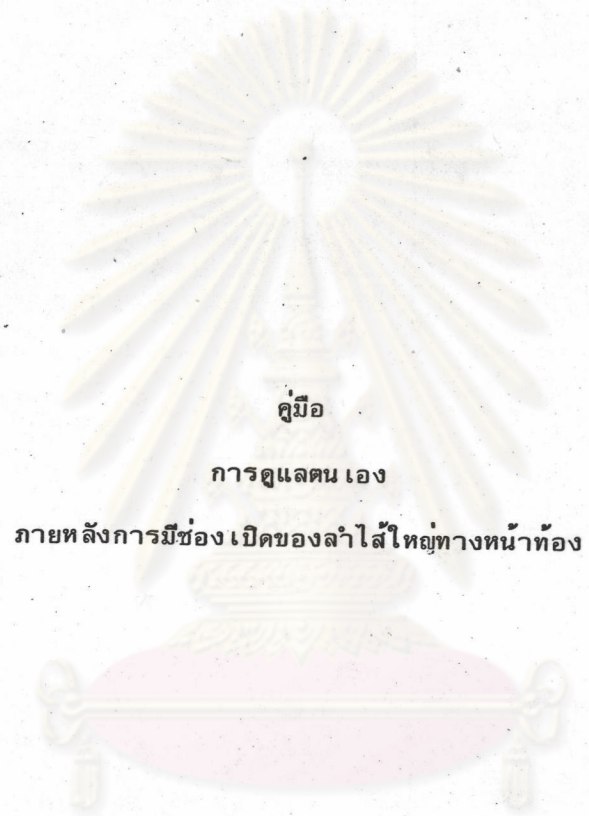 คู่มือ
การดูแลตนเอง
ภายหลังการมีช่องเปิดของลำไส้ใหญ่ทางหน้าท้อง